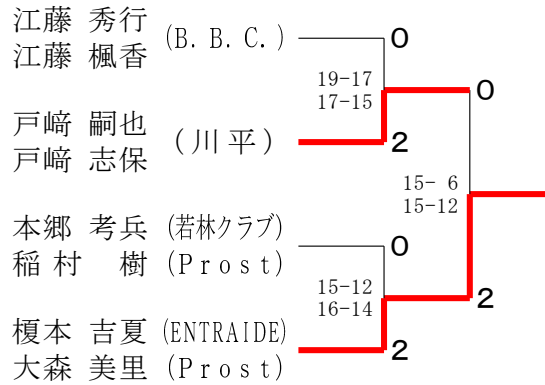 江藤 秀行
江藤 楓香
(B. B. C.)
0
19-17
17-15
0
戸﨑 嗣也
戸﨑 志保
(川平)
2
15- 6
15-12
本郷 考兵 (若林クラブ)
稲村 樹 (Prost)
0
15-12
16-14
2
榎本 吉夏 (ENTRAIDE)
大森 美里 (Prost)
2